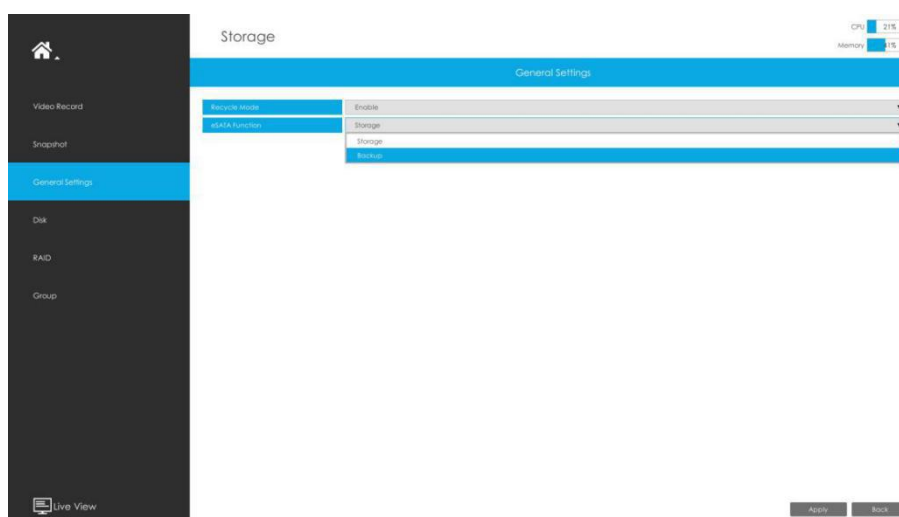 Storage
CPU 21%
Memory 41%
General Settings
Video Record
Snapshot
General Settings
Disk
RAID
Group
Live View
Recycle Mode Enable
eSATA Function Storage
Storage
Backup
Apply Back